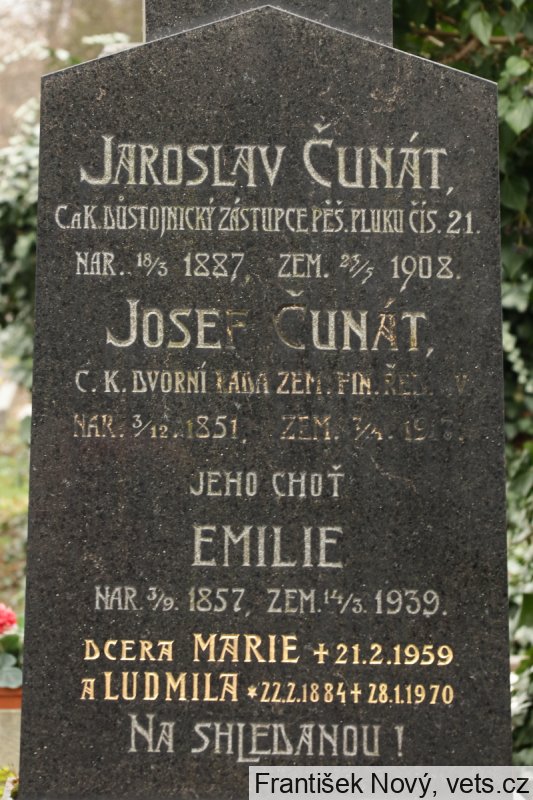 JAROSLAV ČUNÁT,
C.A K. DŮSTOJNICKÝ ZÁSTUPCE PĚŠ. PLUKU ČÍS. 21.
NAR. 18/3 1887, ZEM. 23/5 1908.
JOSEF ČUNÁT,
C. K. DVORNÍ RADA ZEM. FIN. ŘED. V.
NAR. 3/12. 1851, ZEM.
JEHO CHOŤ
EMILIE
NAR. 3/9. 1857, ZEM. 14/3. 1939.
DCERA MARIE + 21.2.1959
A LUDMILA * 22.2.1884 + 28.1.1970
NA SHLEDANOU !
František Nový, vets.cz